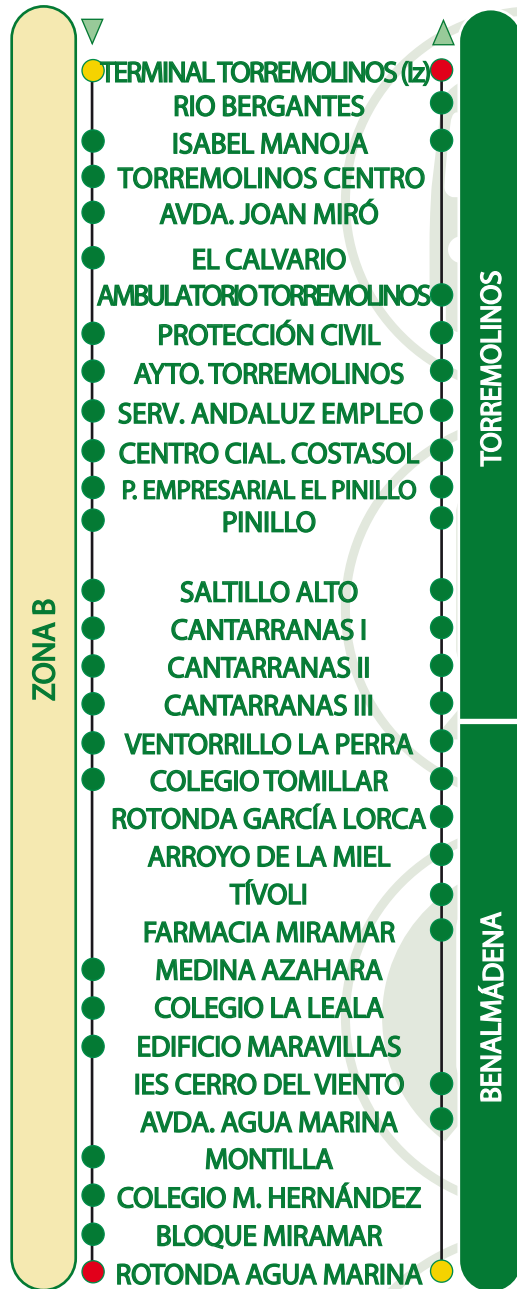 TERMINAL TORREMOLINOS (Iz)
RIO BERGANTES
ISABEL MANOJA
TORREMOLINOS CENTRO
AVDA. JOAN MIRÓ
EL CALVARIO
AMBULATORIO TORREMOLINOS
PROTECCIÓN CIVIL
AYTO. TORREMOLINOS
SERV. ANDALUZ EMPLEO
CENTRO CIAL. COSTASOL
P. EMPRESARIAL EL PINILLO
PINILLO
SALTILLO ALTO
CANTARRANAS I
CANTARRANAS II
CANTARRANAS III
VENTORRILLO LA PERRA
COLEGIO TOMILLAR
ROTONDA GARCÍA LORCA
ARROYO DE LA MIEL
TÍVOLI
FARMACIA MIRAMAR
MEDINA AZAHARA
COLEGIO LA LEALA
EDIFICIO MARAVILLAS
IES CERRO DEL VIENTO
AVDA. AGUA MARINA
MONTILLA
COLEGIO M. HERNÁNDEZ
BLOQUE MIRAMAR
ROTONDA AGUA MARINA
ZONA B
TORREMOLINOS
BENALMÁDENA